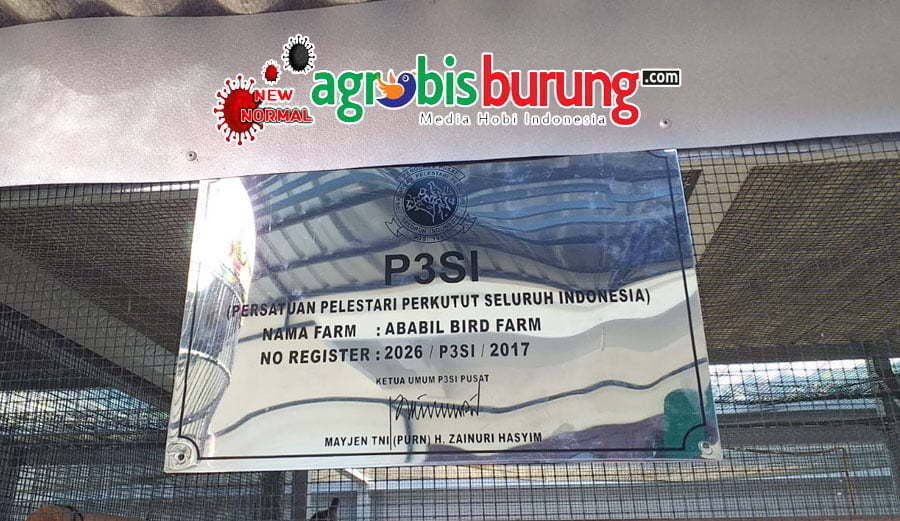 NEW
NORMAL
agrobisburung.com
Media Hobi Indonesia
P3SI
(PERSATUAN PELESTARI PERKUTUT SELURUH INDONESIA)
NAMA FARM : ABABIL BIRD FARM
NO REGISTER : 2026 / P3SI / 2017
KETUA UMUM P3SI PUSAT
MAYJEN TNI (PURN) H. ZAINURI HASYIM